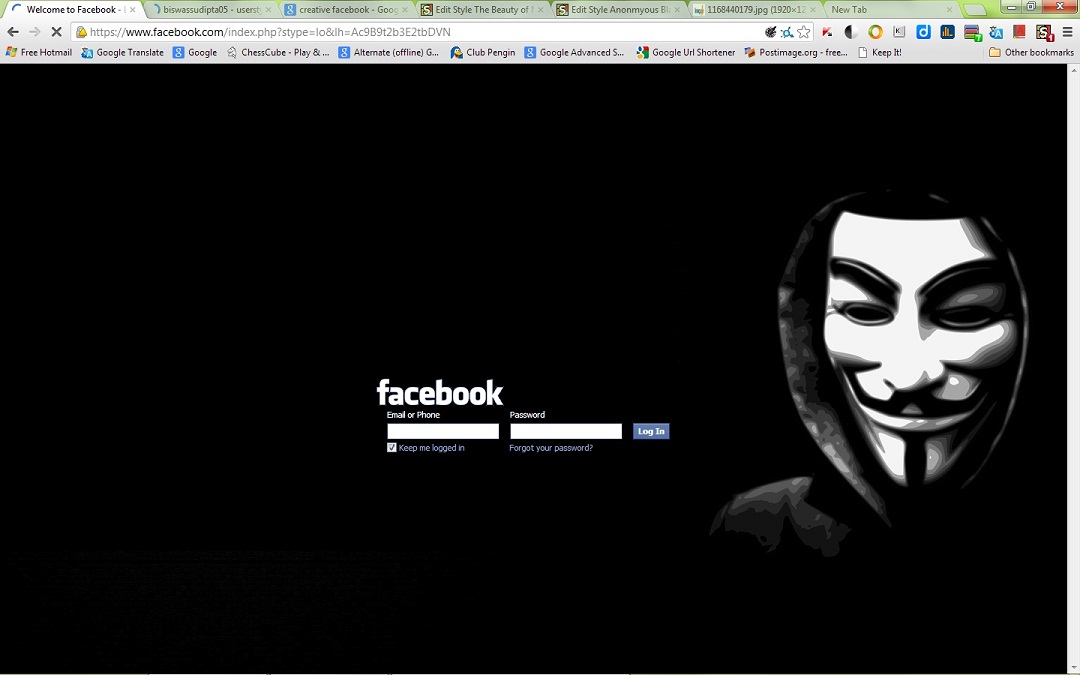 Welcome to Facebook - L
biswassudipta05 - userst
creative facebook - Goog
Edit Style The Beauty of
Edit Style Anonmyous Bl
1168440179.jpg (1920×12
New Tab
https://www.facebook.com/index.php?stype=lo&lh=Ac9B9t2b3E2tbDVN
Free Hotmail
Google Translate
Google
ChessCube - Play & ...
Alternate (offline) G...
Club Pengin
Google Advanced S...
Google Url Shortener
Postimage.org - free...
Keep It!
Other bookmarks
facebook
Email or Phone
Password
Log In
Keep me logged in
Forgot your password?